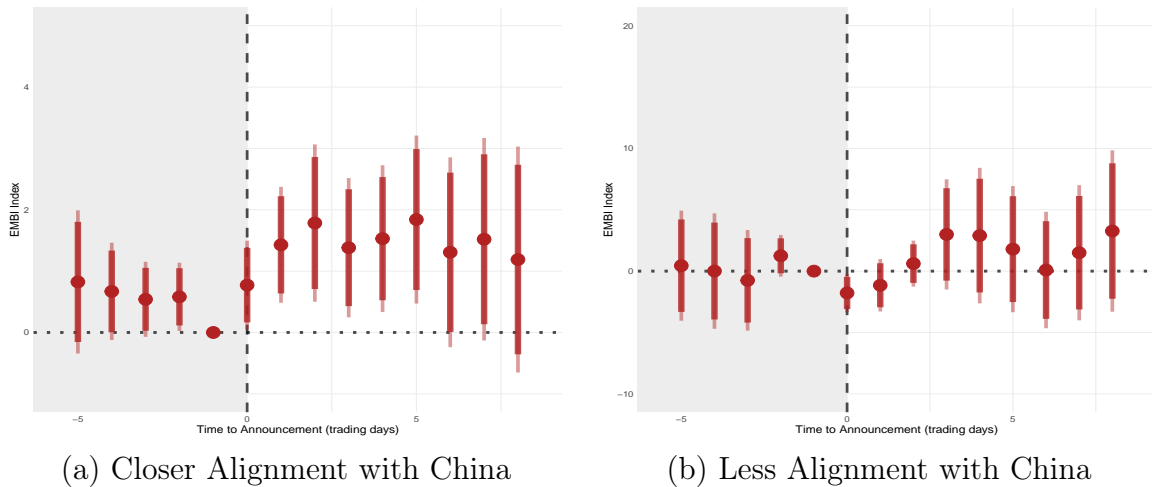 4
2
0
EMBI Index
−5
0
5
Time to Announcement (trading days)
(a) Closer Alignment with China
20
10
0
−10
EMBI Index
−5
0
5
Time to Announcement (trading days)
(b) Less Alignment with China